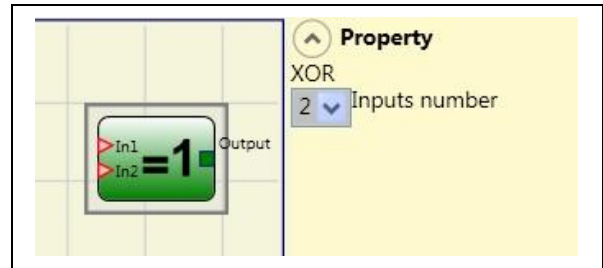 In1
In2
=1
Output
Property
XOR
2 Inputs number